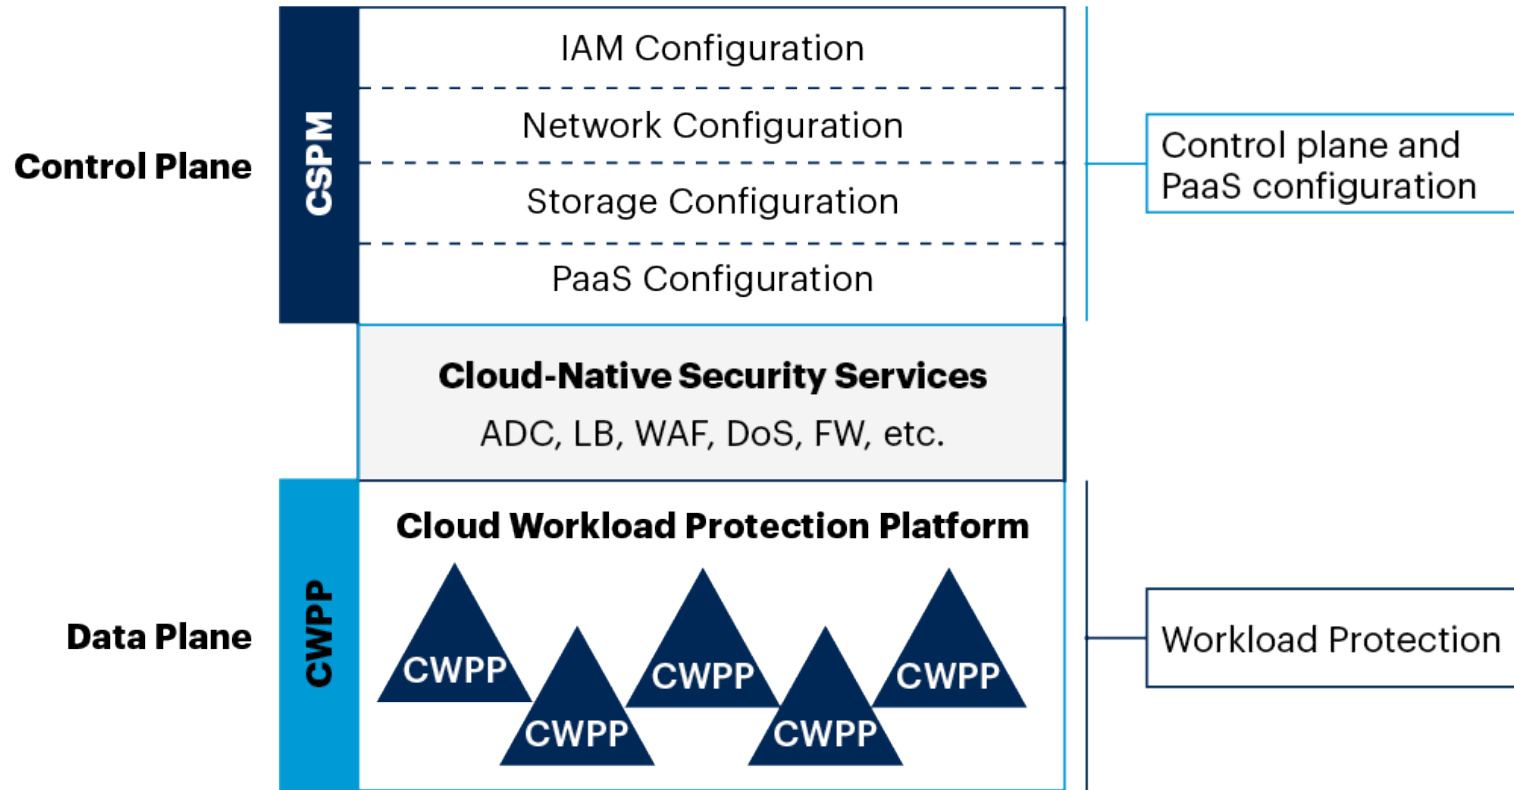 Control Plane
CSPM
IAM Configuration
Network Configuration
Storage Configuration
PaaS Configuration
Control plane and
PaaS configuration
Cloud-Native Security Services
ADC, LB, WAF, DoS, FW, etc.
Data Plane
CWPP
Cloud Workload Protection Platform
CWPP
CWPP
CWPP
CWPP
CWPP
Workload Protection